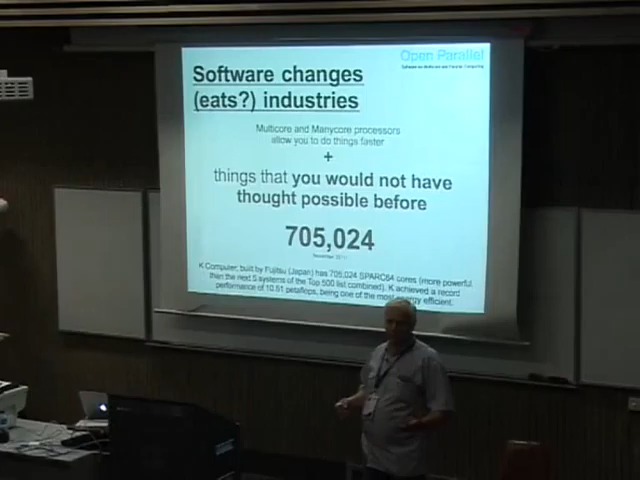 Open Parallel
Software changes
(eats?) industries
Multicore and Manycore processors
allow you to do things faster
+
things that you would not have
thought possible before
705,024
K Computer, built by Fujitsu (Japan) has 705,024 SPARC64 cores (more powerful
than the next 5 systems of the Top 500 list combined). K achieved a record
performance of 10.51 petaflops, being one of the most energy efficient.